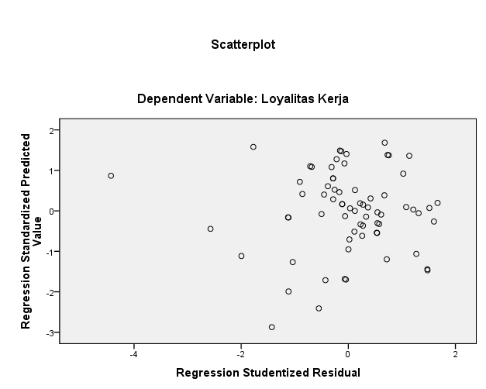 Scatterplot
Dependent Variable: Loyalitas Kerja
Regression Standardized Predicted
Value
2
1
0
-1
-2
-3
-4
-2
0
2
Regression Studentized Residual